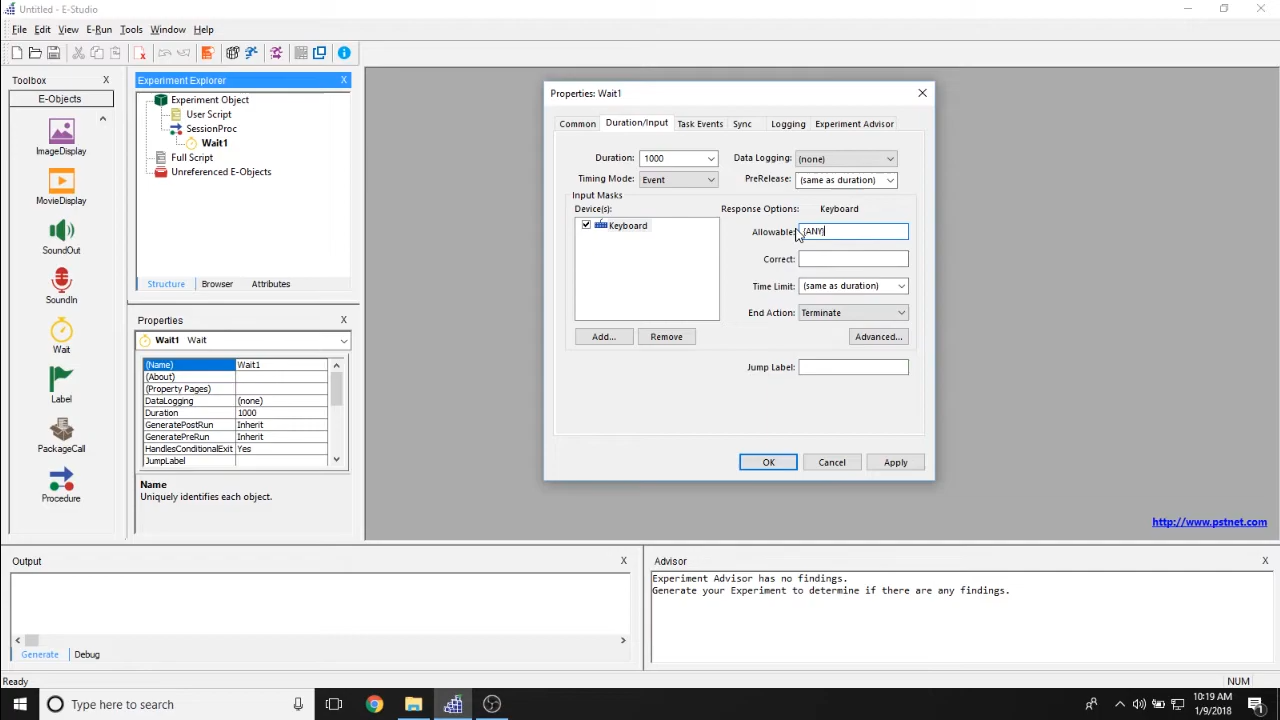 Untitled - E-Studio
File Edit View E-Run Tools Window Help
Toolbox X
E-Objects
ImageDisplay
MovieDisplay
SoundOut
SoundIn
Wait
Label
PackageCall
Procedure
Experiment Explorer X
Experiment Object
User Script
SessionProc
Wait1
Full Script
Unreferenced E-Objects
Structure Browser Attributes
Properties X
Wait1 Wait
(Name) Wait1
(About)
(Property Pages)
DataLogging (none)
Duration 1000
GeneratePostRun Inherit
GeneratePreRun Inherit
HandlesConditionalExit Yes
JumpLabel
Name
Uniquely identifies each object.
Properties: Wait1
Common Duration/Input Task Events Sync Logging Experiment Advisor
Duration: 1000 Data Logging: (none)
Timing Mode: Event PreRelease: (same as duration)
Input Masks
Device(s): Response Options: Keyboard
Keyboard Allowable: {ANY}
Correct:
Time Limit: (same as duration)
End Action: Terminate
Add... Remove Advanced...
Jump Label:
OK Cancel Apply
http://www.pstnet.com
Output X
Generate Debug
Advisor X
Experiment Advisor has no findings.
Generate your Experiment to determine if there are any findings.
Ready NUM
Type here to search
10:19 AM
1/9/2018
1